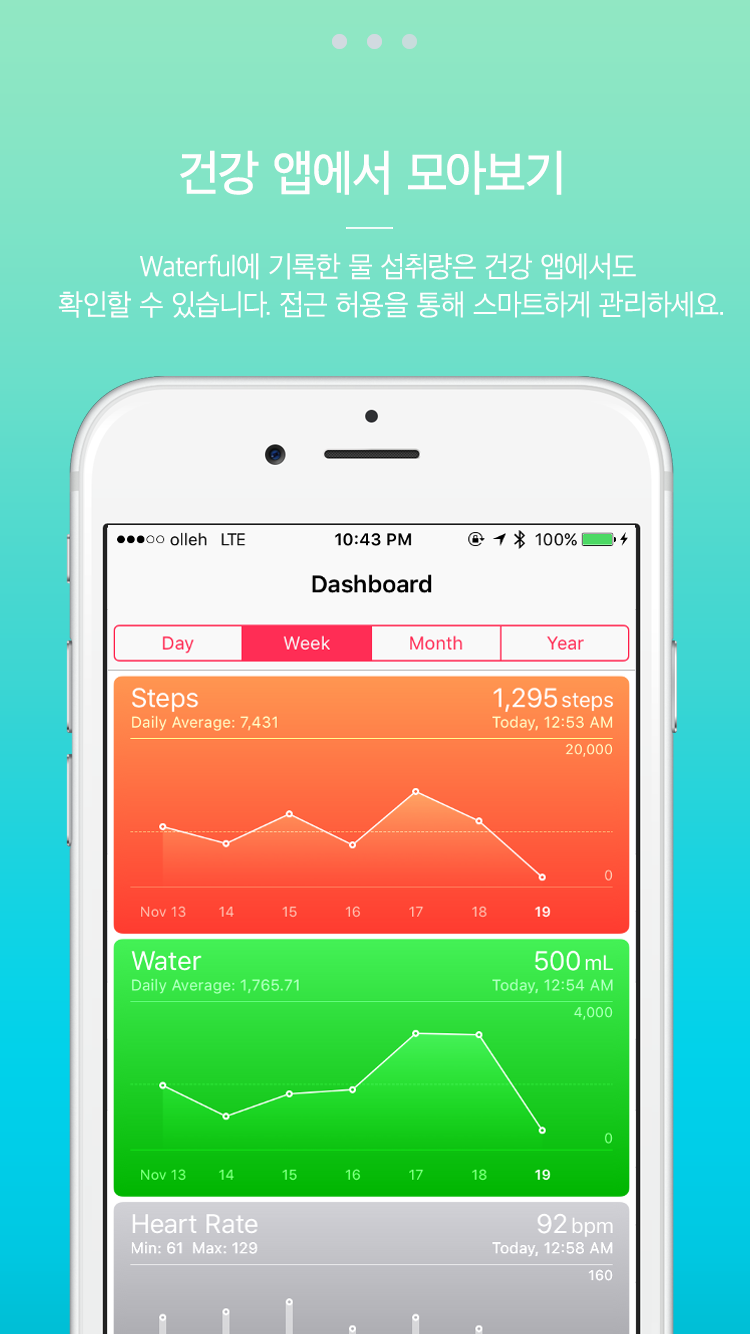 건강 앱에서 모아보기
Waterful에 기록한 물 섭취량은 건강 앱에서도
확인할 수 있습니다. 접근 허용을 통해 스마트하게 관리하세요.
olleh LTE 10:43 PM 100%
Dashboard
Day Week Month Year
Steps 1,295 steps
Daily Average: 7,431 Today, 12:53 AM
20,000
0
Nov 13 14 15 16 17 18 19
Water 500 mL
Daily Average: 1,765.71 Today, 12:54 AM
4,000
0
Nov 13 14 15 16 17 18 19
Heart Rate 92 bpm
Min: 61 Max: 129 Today, 12:58 AM
160